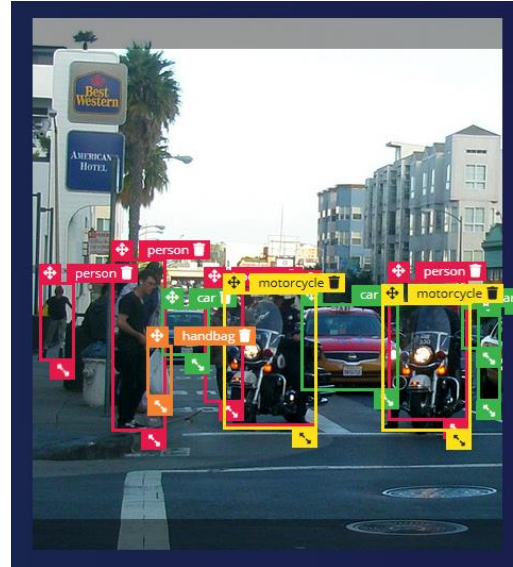 Best
Western
AMERICAN
HOTEL
person
person
car
motorcycle
handbag
car
person
motorcycle